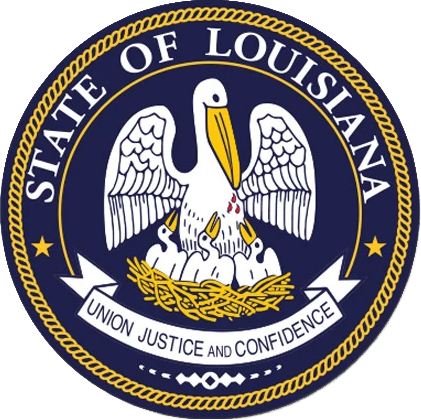 STATE OF LOUISIANA
UNION JUSTICE AND CONFIDENCE